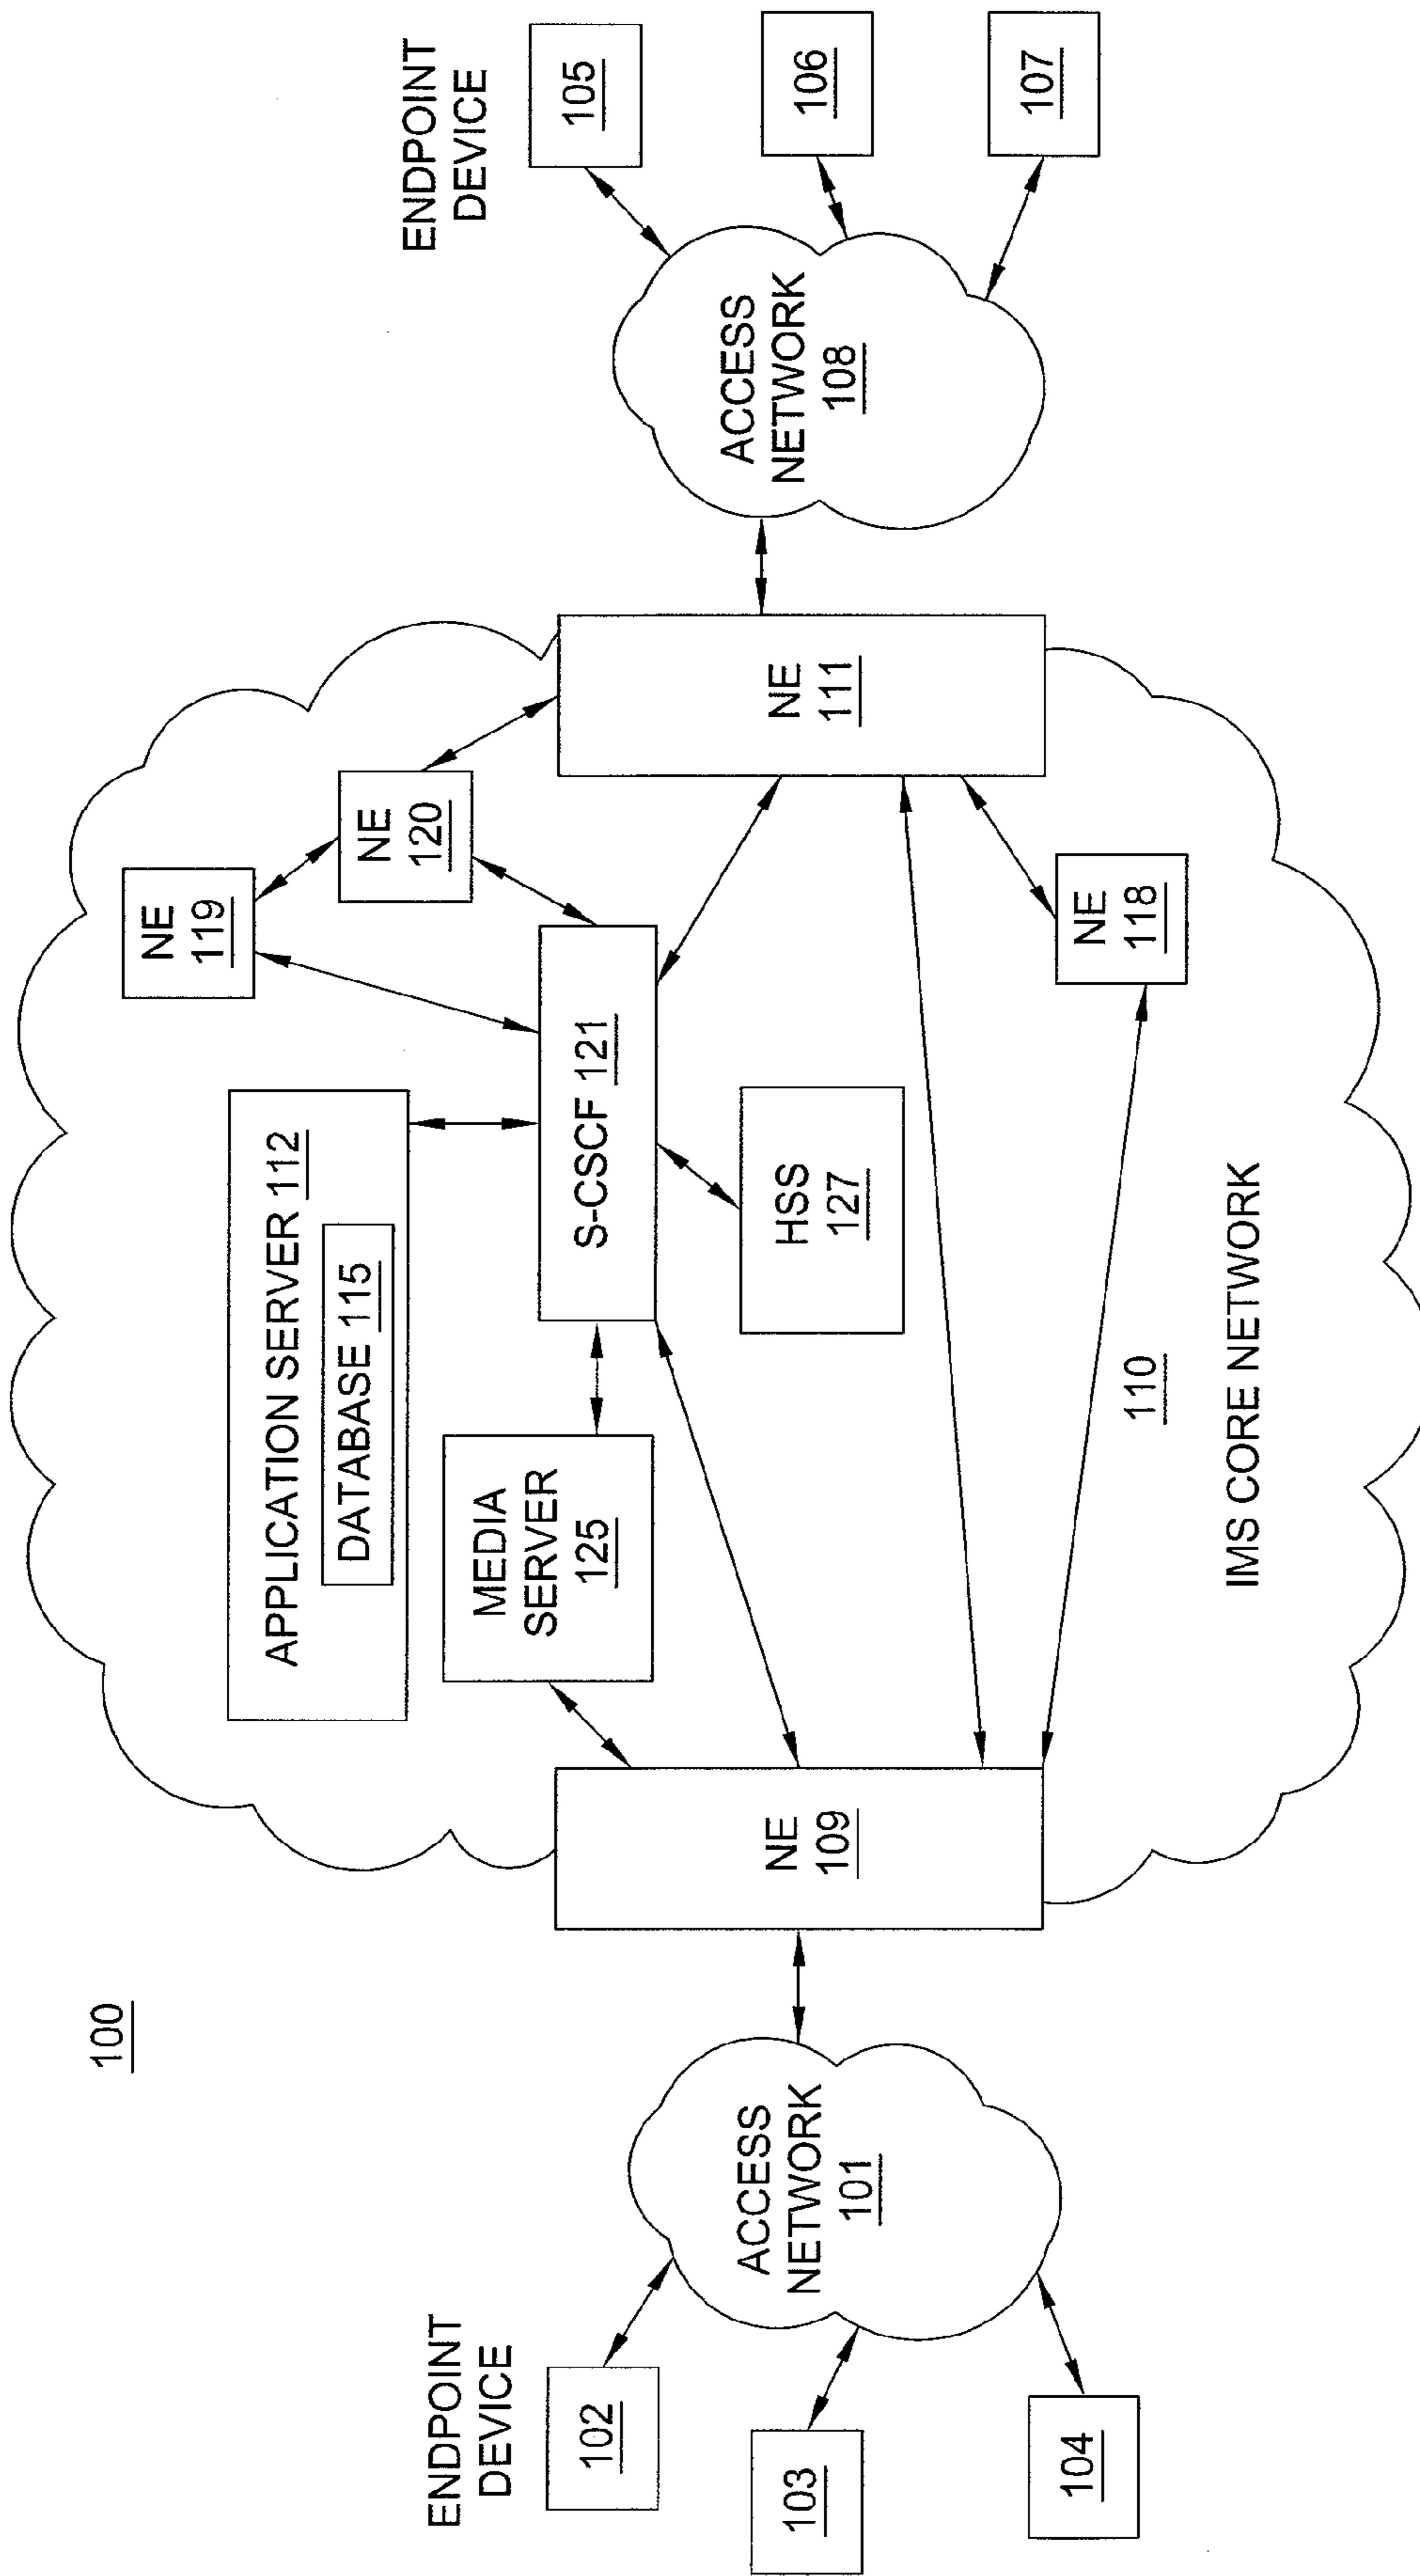 100
ENDPOINT
DEVICE
102
103
104
ACCESS
NETWORK
101
NE
109
APPLICATION SERVER 112
DATABASE 115
MEDIA
SERVER
125
S-CSCF 121
HSS
127
NE
119
NE
120
NE
118
NE
111
110
IMS CORE NETWORK
ACCESS
NETWORK
108
ENDPOINT
DEVICE
105
106
107